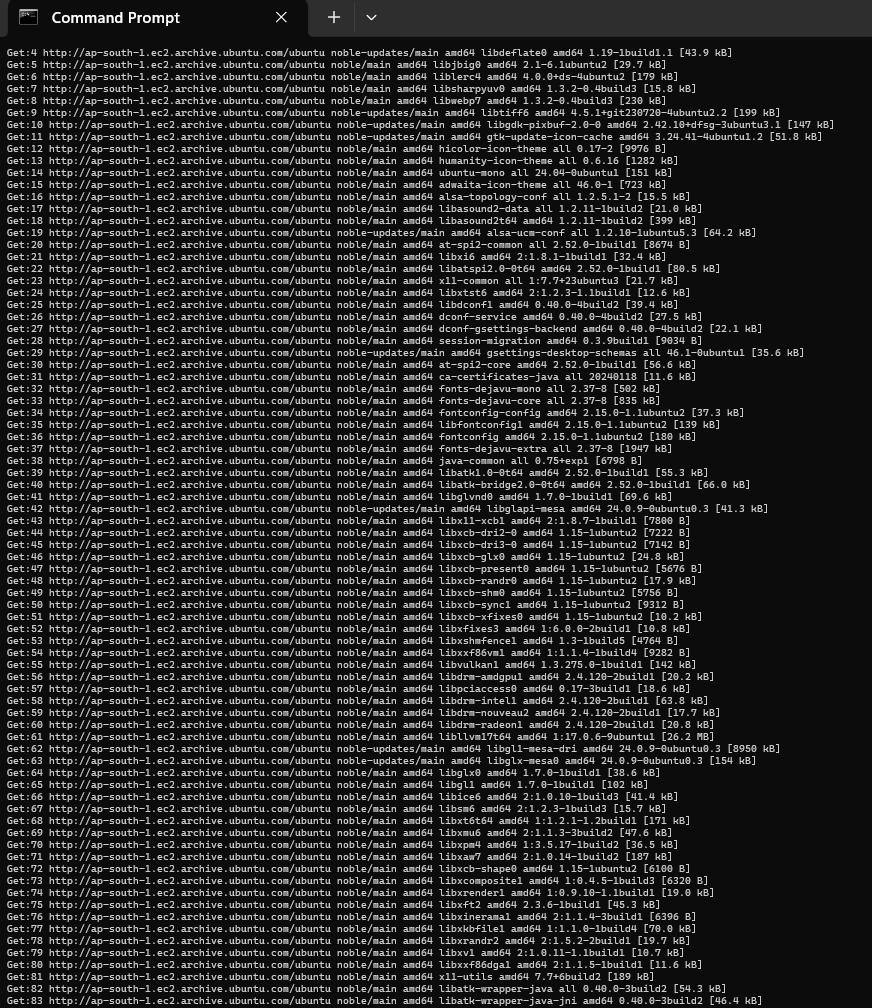 Command Prompt
Get:4 http://ap-south-1.ec2.archive.ubuntu.com/ubuntu noble-updates/main amd64 libdeflate0 amd64 1.19-1build1.1 [43.9 kB]
Get:5 http://ap-south-1.ec2.archive.ubuntu.com/ubuntu noble/main amd64 libjbig0 amd64 2.1-6.1ubuntu2 [29.7 kB]
Get:6 http://ap-south-1.ec2.archive.ubuntu.com/ubuntu noble/main amd64 liblerc4 amd64 4.0.0+ds-4ubuntu2 [179 kB]
Get:7 http://ap-south-1.ec2.archive.ubuntu.com/ubuntu noble/main amd64 libsharpyuv0 amd64 1.3.2-0.4build3 [15.8 kB]
Get:8 http://ap-south-1.ec2.archive.ubuntu.com/ubuntu noble/main amd64 libwebp7 amd64 1.3.2-0.4build3 [230 kB]
Get:9 http://ap-south-1.ec2.archive.ubuntu.com/ubuntu noble-updates/main amd64 libtiff6 amd64 4.5.1+git230720-4ubuntu2.2 [199 kB]
Get:10 http://ap-south-1.ec2.archive.ubuntu.com/ubuntu noble-updates/main amd64 libgdk-pixbuf-2.0-0 amd64 2.42.10+dfsg-3ubuntu3.1 [147 kB]
Get:11 http://ap-south-1.ec2.archive.ubuntu.com/ubuntu noble-updates/main amd64 gtk-update-icon-cache amd64 3.24.41-4ubuntu1.2 [51.8 kB]
Get:12 http://ap-south-1.ec2.archive.ubuntu.com/ubuntu noble/main amd64 hicolor-icon-theme all 0.17-2 [9976 B]
Get:13 http://ap-south-1.ec2.archive.ubuntu.com/ubuntu noble/main amd64 humanity-icon-theme all 0.6.16 [1282 kB]
Get:14 http://ap-south-1.ec2.archive.ubuntu.com/ubuntu noble/main amd64 ubuntu-mono all 24.04-0ubuntu1 [151 kB]
Get:15 http://ap-south-1.ec2.archive.ubuntu.com/ubuntu noble/main amd64 adwaita-icon-theme all 46.0-1 [723 kB]
Get:16 http://ap-south-1.ec2.archive.ubuntu.com/ubuntu noble/main amd64 alsa-topology-conf all 1.2.5.1-2 [15.5 kB]
Get:17 http://ap-south-1.ec2.archive.ubuntu.com/ubuntu noble/main amd64 libasound2-data all 1.2.11-1build2 [21.0 kB]
Get:18 http://ap-south-1.ec2.archive.ubuntu.com/ubuntu noble/main amd64 libasound2t64 amd64 1.2.11-1build2 [399 kB]
Get:19 http://ap-south-1.ec2.archive.ubuntu.com/ubuntu noble-updates/main amd64 alsa-ucm-conf all 1.2.10-1ubuntu5.3 [64.2 kB]
Get:20 http://ap-south-1.ec2.archive.ubuntu.com/ubuntu noble/main amd64 at-spi2-common all 2.52.0-1build1 [8674 B]
Get:21 http://ap-south-1.ec2.archive.ubuntu.com/ubuntu noble/main amd64 libxi6 amd64 2:1.8.1-1build1 [32.4 kB]
Get:22 http://ap-south-1.ec2.archive.ubuntu.com/ubuntu noble/main amd64 libatspi2.0-0t64 amd64 2.52.0-1build1 [80.5 kB]
Get:23 http://ap-south-1.ec2.archive.ubuntu.com/ubuntu noble/main amd64 x11-common all 1:7.7+23ubuntu3 [21.7 kB]
Get:24 http://ap-south-1.ec2.archive.ubuntu.com/ubuntu noble/main amd64 libxtst6 amd64 2:1.2.3-1.1build1 [12.6 kB]
Get:25 http://ap-south-1.ec2.archive.ubuntu.com/ubuntu noble/main amd64 libdconf1 amd64 0.40.0-4build2 [39.4 kB]
Get:26 http://ap-south-1.ec2.archive.ubuntu.com/ubuntu noble/main amd64 dconf-service amd64 0.40.0-4build2 [27.5 kB]
Get:27 http://ap-south-1.ec2.archive.ubuntu.com/ubuntu noble/main amd64 dconf-gsettings-backend amd64 0.40.0-4build2 [22.1 kB]
Get:28 http://ap-south-1.ec2.archive.ubuntu.com/ubuntu noble/main amd64 session-migration amd64 0.3.9build1 [9034 B]
Get:29 http://ap-south-1.ec2.archive.ubuntu.com/ubuntu noble-updates/main amd64 gsettings-desktop-schemas all 46.1-0ubuntu1 [35.6 kB]
Get:30 http://ap-south-1.ec2.archive.ubuntu.com/ubuntu noble/main amd64 at-spi2-core amd64 2.52.0-1build1 [56.6 kB]
Get:31 http://ap-south-1.ec2.archive.ubuntu.com/ubuntu noble/main amd64 ca-certificates-java all 20240118 [11.6 kB]
Get:32 http://ap-south-1.ec2.archive.ubuntu.com/ubuntu noble/main amd64 fonts-dejavu-mono all 2.37-8 [502 kB]
Get:33 http://ap-south-1.ec2.archive.ubuntu.com/ubuntu noble/main amd64 fonts-dejavu-core all 2.37-8 [835 kB]
Get:34 http://ap-south-1.ec2.archive.ubuntu.com/ubuntu noble/main amd64 fontconfig-config amd64 2.15.0-1.1ubuntu2 [37.3 kB]
Get:35 http://ap-south-1.ec2.archive.ubuntu.com/ubuntu noble/main amd64 libfontconfig1 amd64 2.15.0-1.1ubuntu2 [139 kB]
Get:36 http://ap-south-1.ec2.archive.ubuntu.com/ubuntu noble/main amd64 fontconfig amd64 2.15.0-1.1ubuntu2 [180 kB]
Get:37 http://ap-south-1.ec2.archive.ubuntu.com/ubuntu noble/main amd64 fonts-dejavu-extra all 2.37-8 [1947 kB]
Get:38 http://ap-south-1.ec2.archive.ubuntu.com/ubuntu noble/main amd64 java-common all 0.75+exp1 [6798 B]
Get:39 http://ap-south-1.ec2.archive.ubuntu.com/ubuntu noble/main amd64 libatk1.0-0t64 amd64 2.52.0-1build1 [55.3 kB]
Get:40 http://ap-south-1.ec2.archive.ubuntu.com/ubuntu noble/main amd64 libatk-bridge2.0-0t64 amd64 2.52.0-1build1 [66.0 kB]
Get:41 http://ap-south-1.ec2.archive.ubuntu.com/ubuntu noble/main amd64 libglvnd0 amd64 1.7.0-1build1 [69.6 kB]
Get:42 http://ap-south-1.ec2.archive.ubuntu.com/ubuntu noble-updates/main amd64 libglapi-mesa amd64 24.0.9-0ubuntu0.3 [41.3 kB]
Get:43 http://ap-south-1.ec2.archive.ubuntu.com/ubuntu noble/main amd64 libx11-xcb1 amd64 2:1.8.7-1build1 [7800 B]
Get:44 http://ap-south-1.ec2.archive.ubuntu.com/ubuntu noble/main amd64 libxcb-dri2-0 amd64 1.15-1ubuntu2 [7222 B]
Get:45 http://ap-south-1.ec2.archive.ubuntu.com/ubuntu noble/main amd64 libxcb-dri3-0 amd64 1.15-1ubuntu2 [7142 B]
Get:46 http://ap-south-1.ec2.archive.ubuntu.com/ubuntu noble/main amd64 libxcb-glx0 amd64 1.15-1ubuntu2 [24.8 kB]
Get:47 http://ap-south-1.ec2.archive.ubuntu.com/ubuntu noble/main amd64 libxcb-present0 amd64 1.15-1ubuntu2 [5676 B]
Get:48 http://ap-south-1.ec2.archive.ubuntu.com/ubuntu noble/main amd64 libxcb-randr0 amd64 1.15-1ubuntu2 [17.9 kB]
Get:49 http://ap-south-1.ec2.archive.ubuntu.com/ubuntu noble/main amd64 libxcb-shm0 amd64 1.15-1ubuntu2 [5756 B]
Get:50 http://ap-south-1.ec2.archive.ubuntu.com/ubuntu noble/main amd64 libxcb-sync1 amd64 1.15-1ubuntu2 [9312 B]
Get:51 http://ap-south-1.ec2.archive.ubuntu.com/ubuntu noble/main amd64 libxcb-xfixes0 amd64 1.15-1ubuntu2 [10.2 kB]
Get:52 http://ap-south-1.ec2.archive.ubuntu.com/ubuntu noble/main amd64 libxfixes3 amd64 1:6.0.0-2build1 [10.8 kB]
Get:53 http://ap-south-1.ec2.archive.ubuntu.com/ubuntu noble/main amd64 libxshmfence1 amd64 1.3-1build5 [4764 B]
Get:54 http://ap-south-1.ec2.archive.ubuntu.com/ubuntu noble/main amd64 libxxf86vm1 amd64 1:1.1.4-1build4 [9282 B]
Get:55 http://ap-south-1.ec2.archive.ubuntu.com/ubuntu noble/main amd64 libvulkan1 amd64 1.3.275.0-1build1 [142 kB]
Get:56 http://ap-south-1.ec2.archive.ubuntu.com/ubuntu noble/main amd64 libdrm-amdgpu1 amd64 2.4.120-2build1 [20.2 kB]
Get:57 http://ap-south-1.ec2.archive.ubuntu.com/ubuntu noble/main amd64 libpciaccess0 amd64 0.17-3build1 [18.6 kB]
Get:58 http://ap-south-1.ec2.archive.ubuntu.com/ubuntu noble/main amd64 libdrm-intel1 amd64 2.4.120-2build1 [63.8 kB]
Get:59 http://ap-south-1.ec2.archive.ubuntu.com/ubuntu noble/main amd64 libdrm-nouveau2 amd64 2.4.120-2build1 [17.7 kB]
Get:60 http://ap-south-1.ec2.archive.ubuntu.com/ubuntu noble/main amd64 libdrm-radeon1 amd64 2.4.120-2build1 [20.8 kB]
Get:61 http://ap-south-1.ec2.archive.ubuntu.com/ubuntu noble/main amd64 libllvm17t64 amd64 1:17.0.6-9ubuntu1 [26.2 MB]
Get:62 http://ap-south-1.ec2.archive.ubuntu.com/ubuntu noble-updates/main amd64 libgl1-mesa-dri amd64 24.0.9-0ubuntu0.3 [8950 kB]
Get:63 http://ap-south-1.ec2.archive.ubuntu.com/ubuntu noble-updates/main amd64 libglx-mesa0 amd64 24.0.9-0ubuntu0.3 [154 kB]
Get:64 http://ap-south-1.ec2.archive.ubuntu.com/ubuntu noble/main amd64 libglx0 amd64 1.7.0-1build1 [38.6 kB]
Get:65 http://ap-south-1.ec2.archive.ubuntu.com/ubuntu noble/main amd64 libgl1 amd64 1.7.0-1build1 [102 kB]
Get:66 http://ap-south-1.ec2.archive.ubuntu.com/ubuntu noble/main amd64 libice6 amd64 2:1.0.10-1build3 [41.4 kB]
Get:67 http://ap-south-1.ec2.archive.ubuntu.com/ubuntu noble/main amd64 libsm6 amd64 2:1.2.3-1build3 [15.7 kB]
Get:68 http://ap-south-1.ec2.archive.ubuntu.com/ubuntu noble/main amd64 libxt6t64 amd64 1:1.2.1-1.2build1 [171 kB]
Get:69 http://ap-south-1.ec2.archive.ubuntu.com/ubuntu noble/main amd64 libxmu6 amd64 2:1.1.3-3build2 [47.6 kB]
Get:70 http://ap-south-1.ec2.archive.ubuntu.com/ubuntu noble/main amd64 libxpm4 amd64 1:3.5.17-1build2 [36.5 kB]
Get:71 http://ap-south-1.ec2.archive.ubuntu.com/ubuntu noble/main amd64 libxaw7 amd64 2:1.0.14-1build2 [187 kB]
Get:72 http://ap-south-1.ec2.archive.ubuntu.com/ubuntu noble/main amd64 libxcb-shape0 amd64 1.15-1ubuntu2 [6100 B]
Get:73 http://ap-south-1.ec2.archive.ubuntu.com/ubuntu noble/main amd64 libxcomposite1 amd64 1:0.4.5-1build3 [6320 B]
Get:74 http://ap-south-1.ec2.archive.ubuntu.com/ubuntu noble/main amd64 libxrender1 amd64 1:0.9.10-1.1build1 [19.0 kB]
Get:75 http://ap-south-1.ec2.archive.ubuntu.com/ubuntu noble/main amd64 libxft2 amd64 2.3.6-1build1 [45.3 kB]
Get:76 http://ap-south-1.ec2.archive.ubuntu.com/ubuntu noble/main amd64 libxinerama1 amd64 2:1.1.4-3build1 [6396 B]
Get:77 http://ap-south-1.ec2.archive.ubuntu.com/ubuntu noble/main amd64 libxkbfile1 amd64 1:1.1.0-1build4 [70.0 kB]
Get:78 http://ap-south-1.ec2.archive.ubuntu.com/ubuntu noble/main amd64 libxrandr2 amd64 2:1.5.2-2build1 [19.7 kB]
Get:79 http://ap-south-1.ec2.archive.ubuntu.com/ubuntu noble/main amd64 libxv1 amd64 2:1.0.11-1.1build1 [10.7 kB]
Get:80 http://ap-south-1.ec2.archive.ubuntu.com/ubuntu noble/main amd64 libxxf86dga1 amd64 2:1.1.5-1build1 [11.6 kB]
Get:81 http://ap-south-1.ec2.archive.ubuntu.com/ubuntu noble/main amd64 x11-utils amd64 7.7+6build2 [189 kB]
Get:82 http://ap-south-1.ec2.archive.ubuntu.com/ubuntu noble/main amd64 libatk-wrapper-java all 0.40.0-3build2 [54.3 kB]
Get:83 http://ap-south-1.ec2.archive.ubuntu.com/ubuntu noble/main amd64 libatk-wrapper-java-jni amd64 0.40.0-3build2 [46.4 kB]